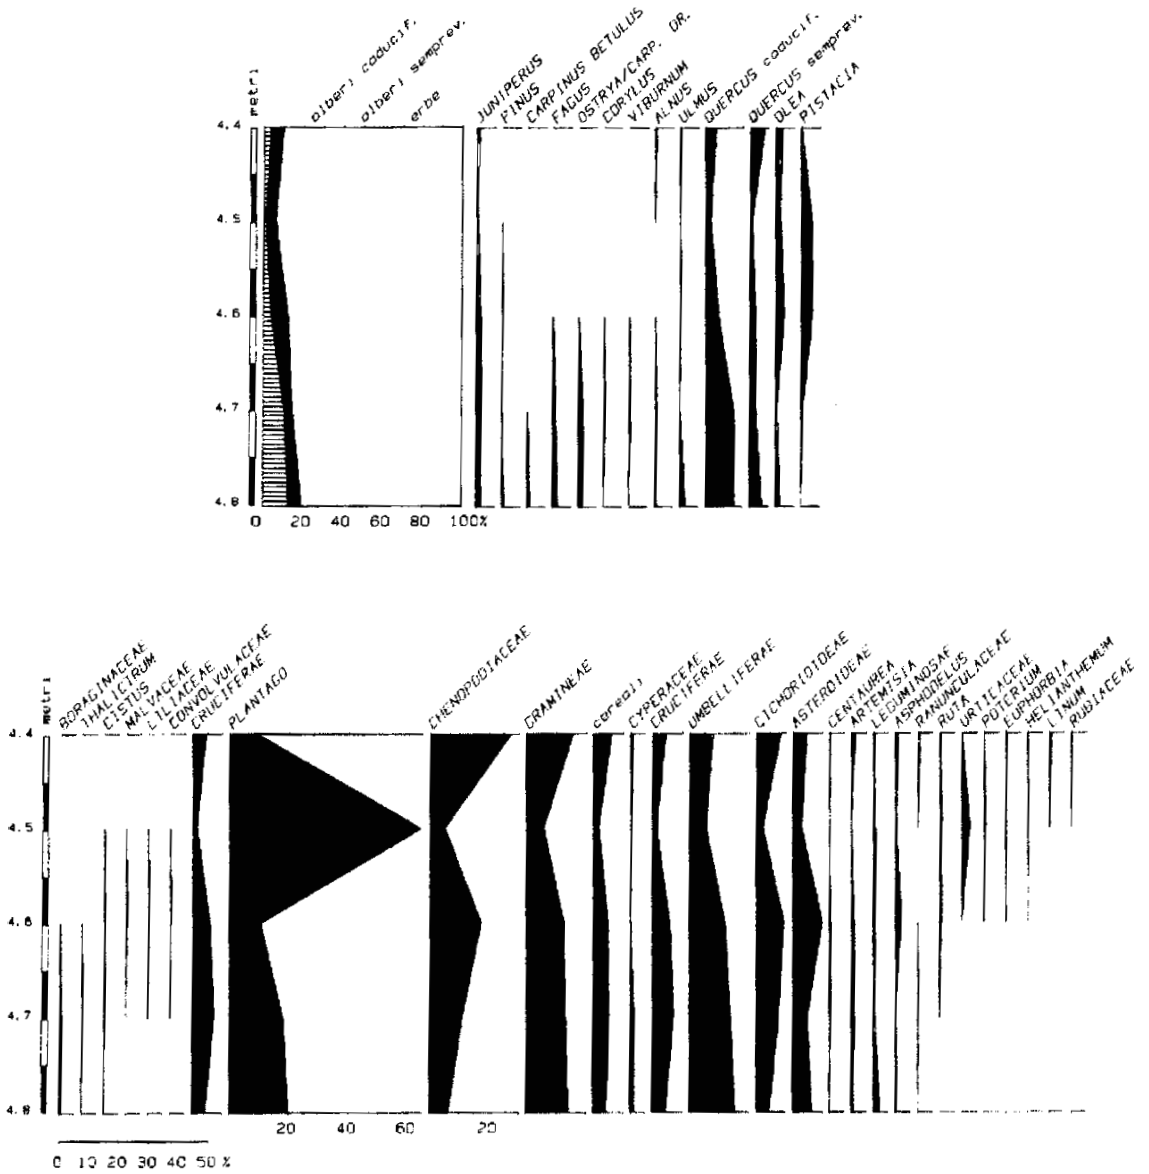 metri
alberi caducif.
alberi semprev.
erbe
JUNIPERUS
PINUS
CARPINUS BETULUS
FAGUS
OSTRYA/CARP. OR.
CORYLUS
VIBURNUM
ALNUS
ULMUS
QUERCUS caducif.
QUERCUS semprev.
OLEA
PISTACIA
4.4
4.5
4.6
4.7
4.8
0 20 40 60 80 100%
metri
BORAGINACEAE
THALICTRUM
CISTUS
MALVACEAE
LILIACEAE
CONVOLVULACEAE
CRUCIFERAE
PLANTAGO
CHENOPODIACEAE
GRAMINEAE
cereali
CYPERACEAE
CRUCIFERAE
UMBELLIFERAE
CICHORIOIDEAE
ASTEROIDEAE
CENTAUREA
ARTEMISIA
LEGUMINOSAE
ASPHODELUS
RANUNCULACEAE
RUTA
URTICACEAE
POTERIUM
EUPHORBIA
HELIANTHEMUM
LINUM
RUBIACEAE
4.4
4.5
4.6
4.7
4.8
20 40 60 20
0 10 20 30 40 50 %